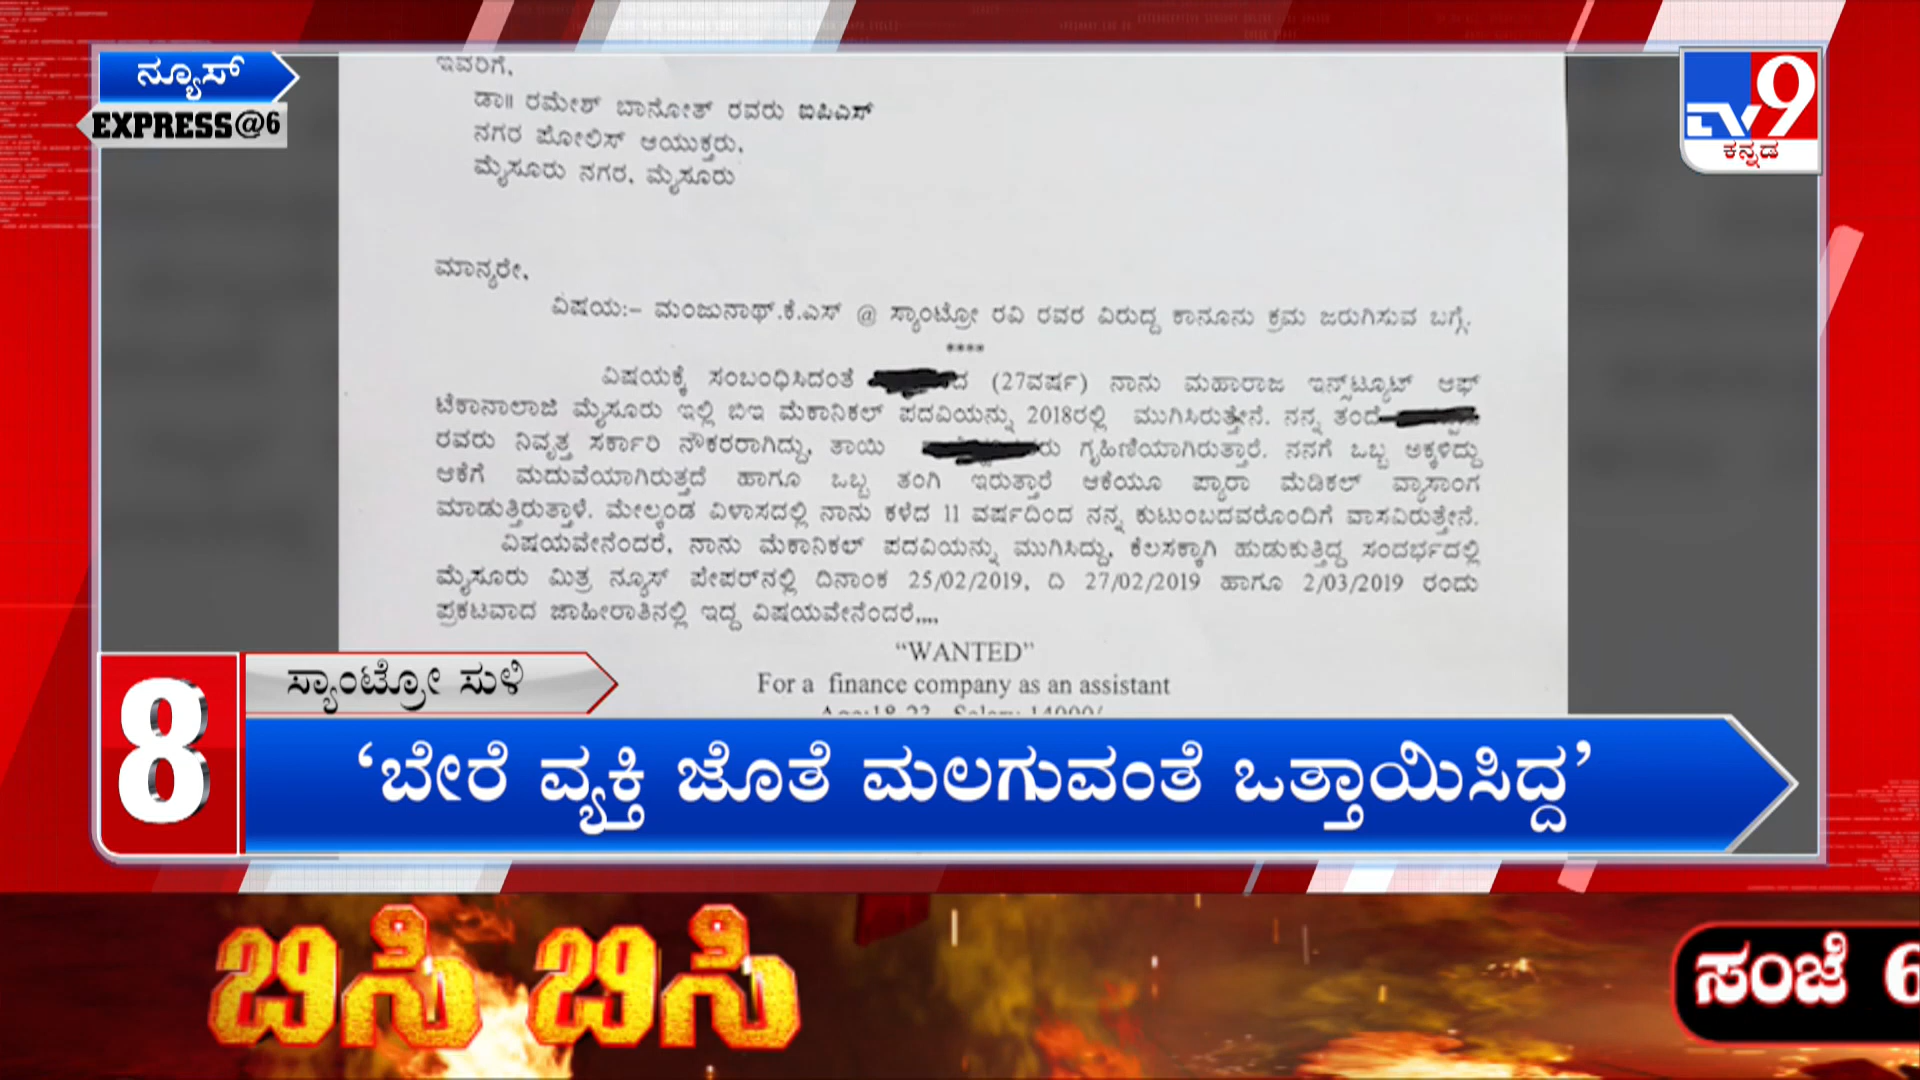 ನ್ಯೂಸ್
EXPRESS@6
TV9
ಕನ್ನಡ
ಇವರಿಗೆ,
ಡಾ॥ ರಮೇಶ್ ಬಾನೋತ್ ರವರು ಐಪಿಎಸ್
ನಗರ ಪೋಲಿಸ್ ಆಯುಕ್ತರು,
ಮೈಸೂರು ನಗರ, ಮೈಸೂರು
ಮಾನ್ಯರೇ,
ವಿಷಯ:- ಮಂಜುನಾಥ್.ಕೆ.ಎಸ್ @ ಸ್ಯಾಂಟ್ರೋ ರವಿ ರವರ ವಿರುದ್ಧ ಕಾನೂನು ಕ್ರಮ ಜರುಗಿಸುವ ಬಗ್ಗೆ.
****
ವಿಷಯಕ್ಕೆ ಸಂಬಂಧಿಸಿದಂತೆ (27ವರ್ಷ) ನಾನು ಮಹಾರಾಜ ಇನ್ಸ್‌ಟ್ಯೂಟ್ ಆಫ್
ಟೆಕಾನಾಲಾಜಿ ಮೈಸೂರು ಇಲ್ಲಿ ಬಿಇ ಮೆಕಾನಿಕಲ್ ಪದವಿಯನ್ನು 2018ರಲ್ಲಿ ಮುಗಿಸಿರುತ್ತೇನೆ. ನನ್ನ ತಂದೆ
ರವರು ನಿವೃತ್ತ ಸರ್ಕಾರಿ ನೌಕರರಾಗಿದ್ದು, ತಾಯಿ ರು ಗೃಹಿಣಿಯಾಗಿರುತ್ತಾರೆ. ನನಗೆ ಒಬ್ಬ ಅಕ್ಕಳಿದ್ದು
ಆಕೆಗೆ ಮದುವೆಯಾಗಿರುತ್ತದೆ ಹಾಗೂ ಒಬ್ಬ ತಂಗಿ ಇರುತ್ತಾರೆ ಆಕೆಯೂ ಪ್ಯಾರಾ ಮೆಡಿಕಲ್ ವ್ಯಾಸಾಂಗ
ಮಾಡುತ್ತಿರುತ್ತಾಳೆ. ಮೇಲ್ಕಂಡ ವಿಳಾಸದಲ್ಲಿ ನಾನು ಕಳೆದ 11 ವರ್ಷದಿಂದ ನನ್ನ ಕುಟುಂಬದವರೊಂದಿಗೆ ವಾಸವಿರುತ್ತೇನೆ.
ವಿಷಯವೇನೆಂದರೆ, ನಾನು ಮೆಕಾನಿಕಲ್ ಪದವಿಯನ್ನು ಮುಗಿಸಿದ್ದು, ಕೆಲಸಕ್ಕಾಗಿ ಹುಡುಕುತ್ತಿದ್ದ ಸಂದರ್ಭದಲ್ಲಿ
ಮೈಸೂರು ಮಿತ್ರ ನ್ಯೂಸ್ ಪೇಪರ್‌ನಲ್ಲಿ ದಿನಾಂಕ 25/02/2019, ದಿ 27/02/2019 ಹಾಗೂ 2/03/2019 ರಂದು
ಪ್ರಕಟವಾದ ಜಾಹೀರಾತಿನಲ್ಲಿ ಇದ್ದ ವಿಷಯವೇನೆಂದರೆ,,,,
“WANTED”
For a finance company as an assistant
8
ಸ್ಯಾಂಟ್ರೋ ಸುಳಿ
‘ಬೇರೆ ವ್ಯಕ್ತಿ ಜೊತೆ ಮಲಗುವಂತೆ ಒತ್ತಾಯಿಸಿದ್ದ’
ಬಿಸಿ ಬಿಸಿ
ಸಂಜೆ 6